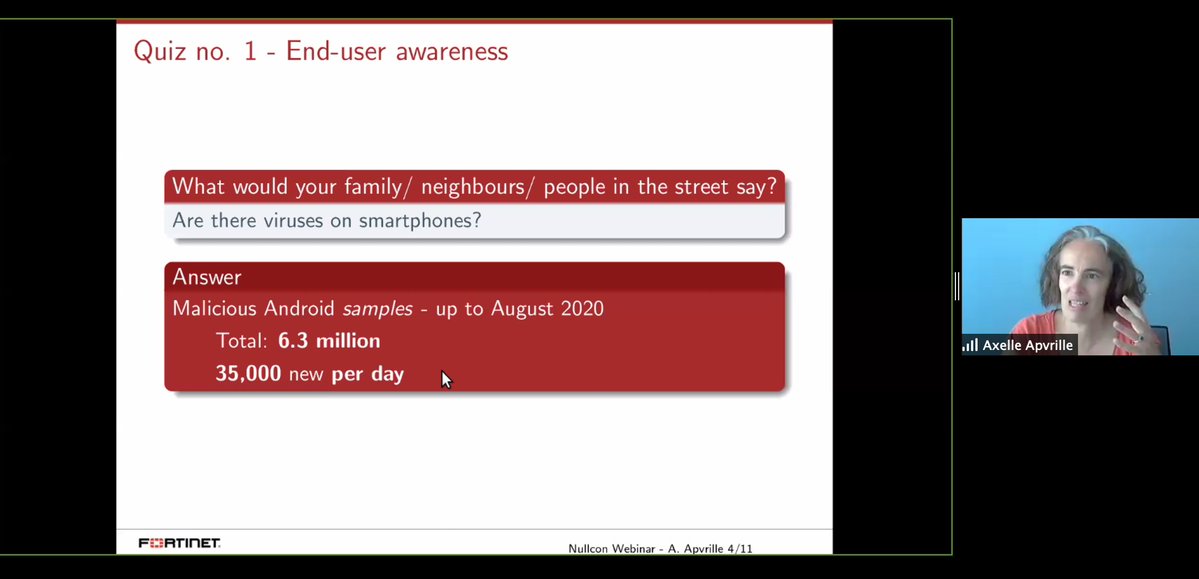 Quiz no. 1 - End-user awareness
What would your family/ neighbours/ people in the street say?
Are there viruses on smartphones?
Answer
Malicious Android samples - up to August 2020
Total: 6.3 million
35,000 new per day
FORTINET
Nullcon Webinar - A. Apvrille 4/11
Axelle Apvrille